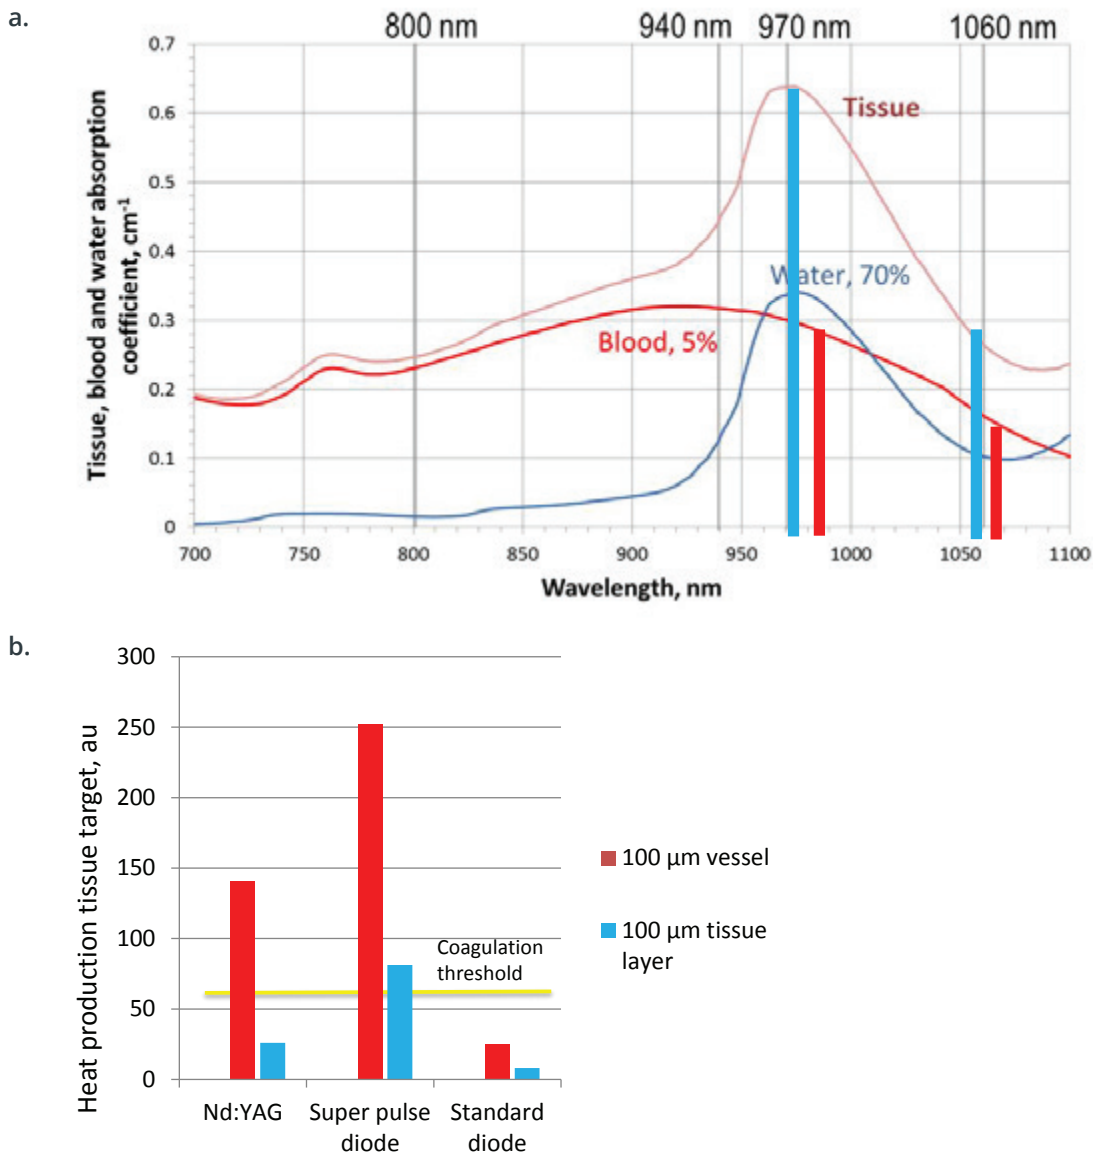 a.
800 nm 940 nm 970 nm 1060 nm
Tissue, blood and water absorption
coefficient, cm⁻¹
0.7
0.6
0.5
0.4
0.3
0.2
0.1
0
Tissue
Water, 70%
Blood, 5%
700 750 800 850 900 950 1000 1050 1100
Wavelength, nm
b.
Heat production tissue target, au
300
250
200
150
100
50
0
Coagulation
threshold
Nd:YAG
Super pulse
diode
Standard
diode
100 µm vessel
100 µm tissue
layer